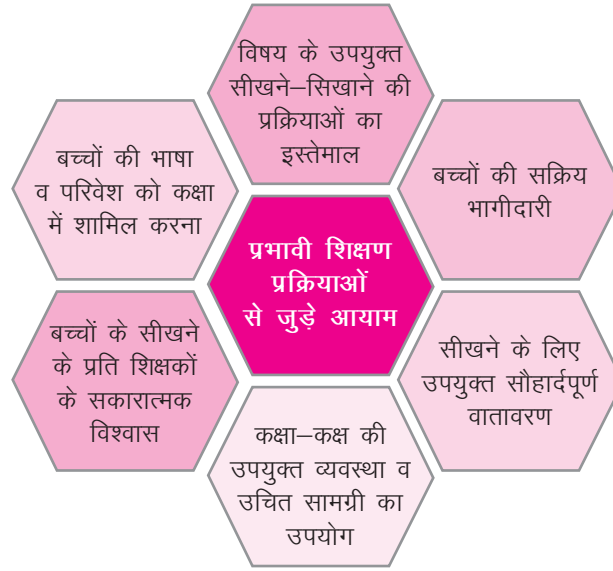 विषय के उपयुक्त
सीखने–सिखाने की
प्रक्रियाओं का
इस्तेमाल
बच्चों की भाषा
व परिवेश को कक्षा
में शामिल करना
बच्चों की सक्रिय
भागीदारी
प्रभावी शिक्षण
प्रक्रियाओं
से जुड़े आयाम
बच्चों के सीखने
के प्रति शिक्षकों
के सकारात्मक
विश्वास
सीखने के लिए
उपयुक्त सौहार्दपूर्ण
वातावरण
कक्षा–कक्ष की
उपयुक्त व्यवस्था व
उचित सामग्री का
उपयोग